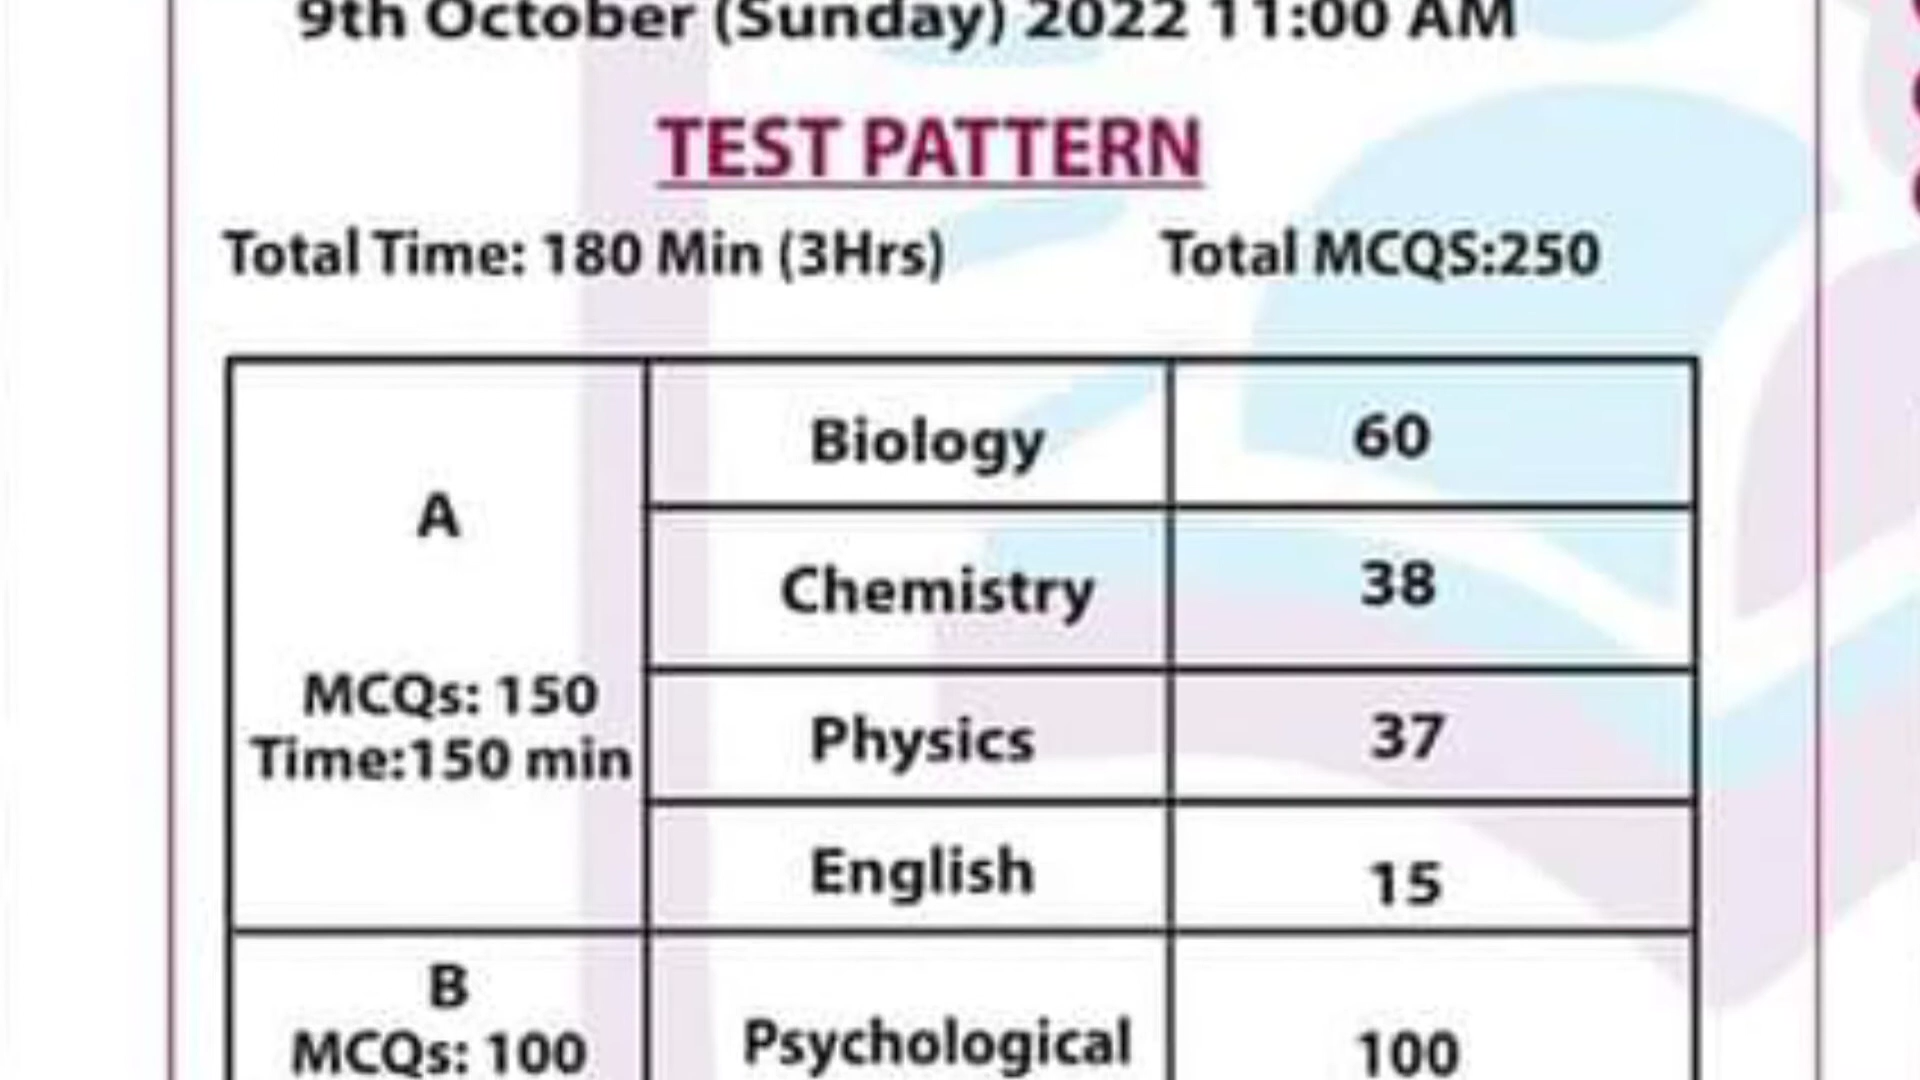 9th October (Sunday) 2022 11:00 AM
TEST PATTERN
Total Time: 180 Min (3Hrs) Total MCQS:250
A
MCQs: 150
Time:150 min
Biology 60
Chemistry 38
Physics 37
English 15
B
MCQs: 100
Psychological 100